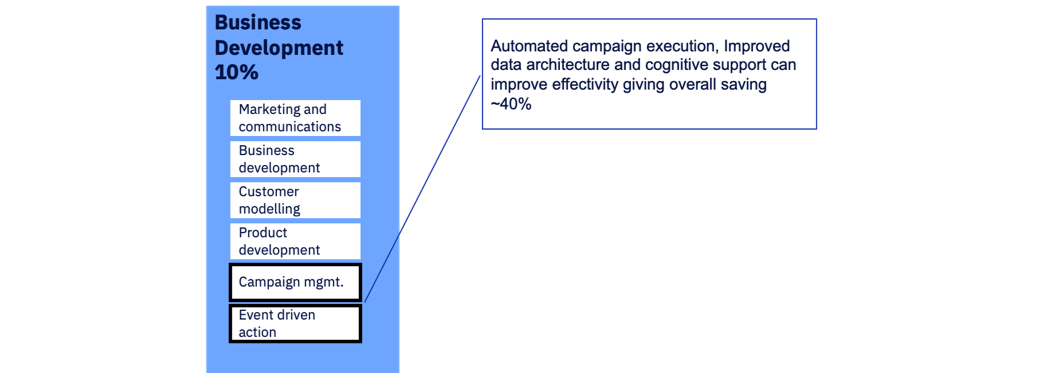 Business
Development
10%
Marketing and
communications
Business
development
Customer
modelling
Product
development
Campaign mgmt.
Event driven
action
Automated campaign execution, Improved
data architecture and cognitive support can
improve effectivity giving overall saving
~40%